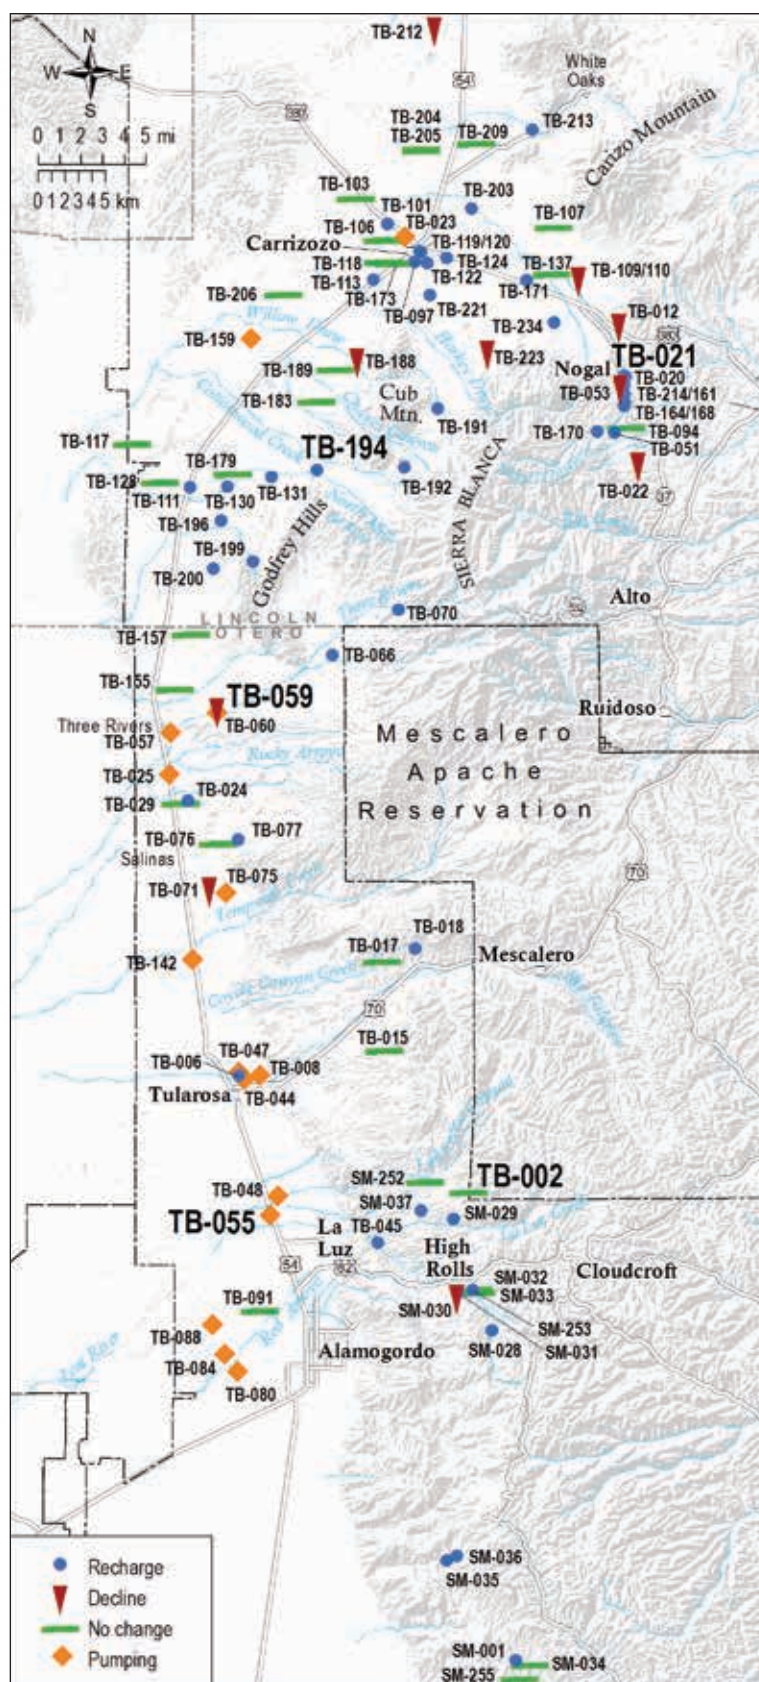 TB-212
N
W E
S
54
White
Oaks
0 1 2 3 4 5 mi
0 1 2 3 4 5 km
380
TB-204
TB-205
TB-209
TB-213
Carizo Mountain
TB-103
TB-203
TB-101
TB-023
TB-107
TB-106
Carrizozo
TB-119/120
TB-118
TB-124
TB-137
TB-109/110
TB-113
TB-122
TB-173
TB-171
TB-206
TB-097
TB-221
TB-012
TB-159
TB-234
380
TB-021
TB-188
TB-223
Nogal
TB-189
TB-020
TB-053
TB-214/161
TB-183
Cub
Mtn.
TB-191
TB-164/168
TB-117
TB-194
TB-170
TB-094
TB-179
TB-051
TB-128
TB-131
TB-192
TB-111
TB-130
TB-022
SIERRA BLANCA
37
TB-196
Godfrey Hills
TB-199
TB-200
Three Rivers
Alto
TB-070
LINCOLN
OTERO
TB-157
TB-066
TB-155
TB-059
Ruidoso
Three Rivers
TB-060
TB-057
Mescalero
Apache
Reservation
Rocky Arroyo
TB-025
TB-024
TB-029
TB-077
TB-076
Salinas
70
TB-075
TB-071
TB-018
TB-017
TB-142
Mescalero
70
TB-015
TB-047
TB-006
TB-008
Tularosa
TB-044
SM-252
TB-002
TB-048
SM-037
TB-055
SM-029
La
Luz
TB-045
High
Rolls
54
82
SM-032
Cloudcroft
SM-033
TB-091
SM-030
SM-253
TB-088
Alamogordo
SM-028
SM-031
Lost River
TB-084
TB-080
Recharge
SM-036
SM-035
Decline
No change
SM-001
SM-034
Pumping
SM-255